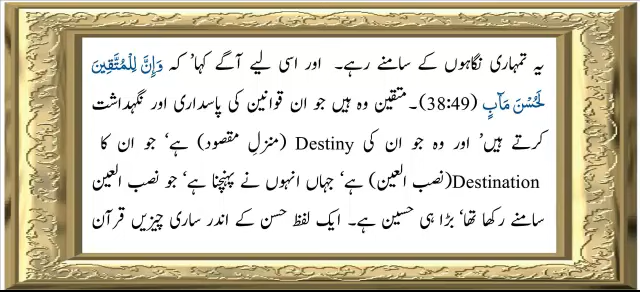 یہ تمہاری نگاہوں کے سامنے رہے۔ اور اسی لیے آگے کہا' کہ وَإِنَّ لِلْمُتَّقِينَ
لَحُسْنَ مَآبٍ (38:49)۔ متقین وہ ہیں جو ان قوانین کی پاسداری اور نگہداشت
کرتے ہیں' اور وہ جو ان کی Destiny (منزلِ مقصود) ہے' جو ان کا
Destination(نصب العین) ہے' جہاں انہوں نے پہنچنا ہے' جو نصب العین
سامنے رکھا تھا' بڑا ہی حسین ہے۔ ایک لفظ حسن کے اندر ساری چیزیں قرآن